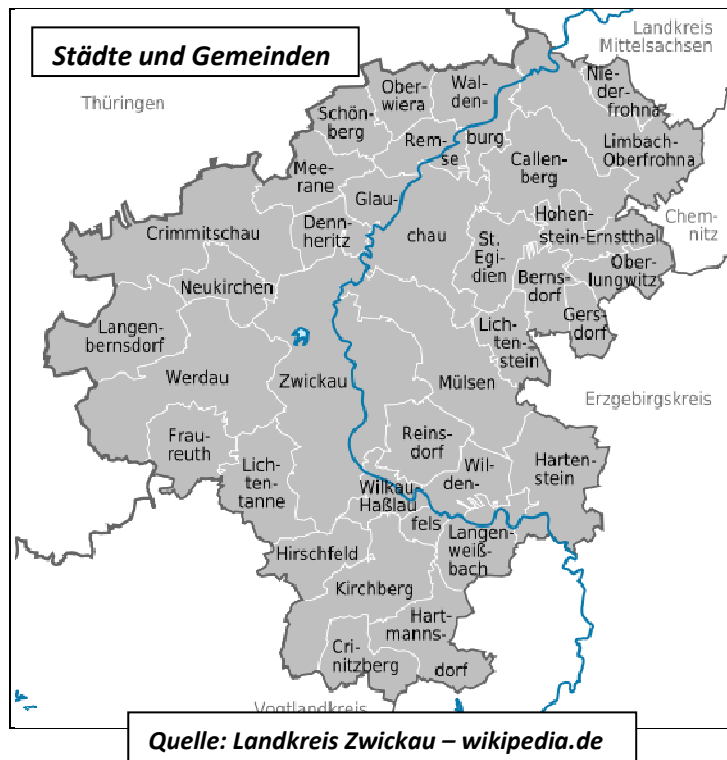 Städte und Gemeinden
Landkreis
Mittelsachsen
Thüringen
Ober-
wiera
Wal-
den-
burg
Nie-
der-
frohna
Schön-
berg
Rem-
se
Limbach-
Oberfrohna
Callen-
berg
Mee-
rane
Glau-
chau
Denn-
heritz
Hohen-
stein-Ernstthal
Chem-
nitz
Crimmitschau
St.
Egi-
dien
Ober-
lungwitz
Neukirchen
Berns-
dorf
Gers-
dorf
Langen-
bernsdorf
Lich-
ten-
stein
Werdau
Zwickau
Mülsen
Erzgebirgskreis
Frau-
reuth
Reins-
dorf
Lich-
ten-
tanne
Wil-
den-
fels
Harten-
stein
Wilkau-
Haßlau
Langen-
weiß-
bach
Hirschfeld
Kirchberg
Hart-
manns-
dorf
Cri-
nitzberg
Vogtlandkreis
Quelle: Landkreis Zwickau – wikipedia.de